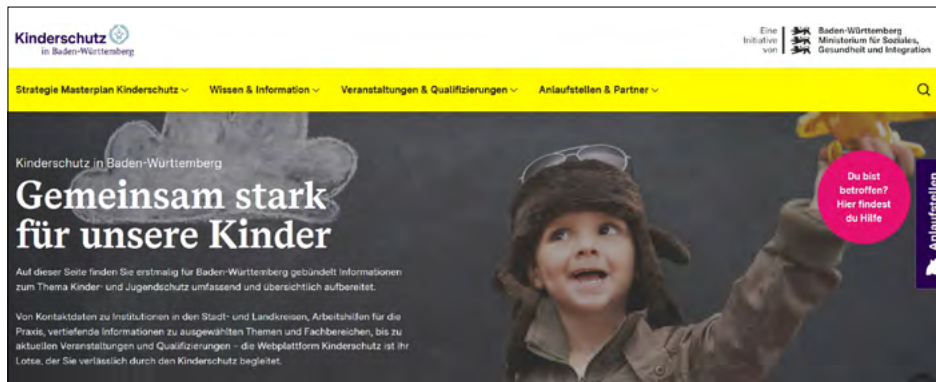 Kinderschutz
in Baden-Württemberg
Eine
Initiative
von
Baden-Württemberg
Ministerium für Soziales,
Gesundheit und Integration
Strategie Masterplan Kinderschutz
Wissen & Information
Veranstaltungen & Qualifizierungen
Anlaufstellen & Partner
Kinderschutz in Baden-Württemberg
Gemeinsam stark
für unsere Kinder
Auf dieser Seite finden Sie erstmalig für Baden-Württemberg gebündelt Informationen
zum Thema Kinder- und Jugendschutz umfassend und übersichtlich aufbereitet.
Von Kontaktdaten zu Institutionen in den Stadt- und Landkreisen, Arbeitshilfen für die
Praxis, vertiefende Informationen zu ausgewählten Themen und Fachbereichen, bis zu
aktuellen Veranstaltungen und Qualifizierungen – die Webplattform Kinderschutz ist Ihr
Lotse, der Sie verlässlich durch den Kinderschutz begleitet.
Du bist
betroffen?
Hier findest
du Hilfe
Anlaufstellen